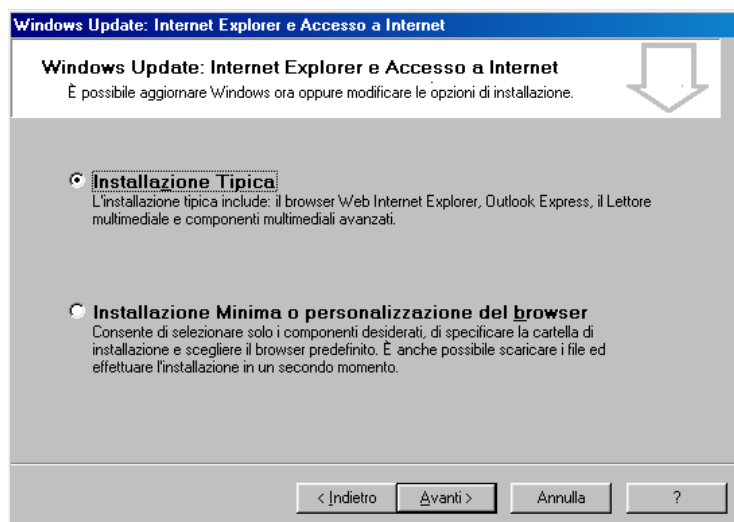 Windows Update: Internet Explorer e Accesso a Internet
Windows Update: Internet Explorer e Accesso a Internet
È possibile aggiornare Windows ora oppure modificare le opzioni di installazione.
Installazione Tipica
L'installazione tipica include: il browser Web Internet Explorer, Outlook Express, il Lettore
multimediale e componenti multimediali avanzati.
Installazione Minima o personalizzazione del browser
Consente di selezionare solo i componenti desiderati, di specificare la cartella di
installazione e scegliere il browser predefinito. È anche possibile scaricare i file ed
effettuare l'installazione in un secondo momento.
< Indietro Avanti > Annulla ?